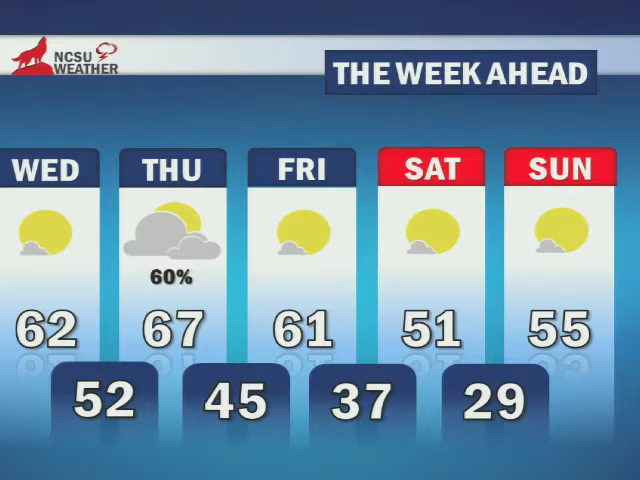 NCSU
WEATHER
THE WEEK AHEAD
WED THU FRI SAT SUN
60%
62 67 61 51 55
52 45 37 29